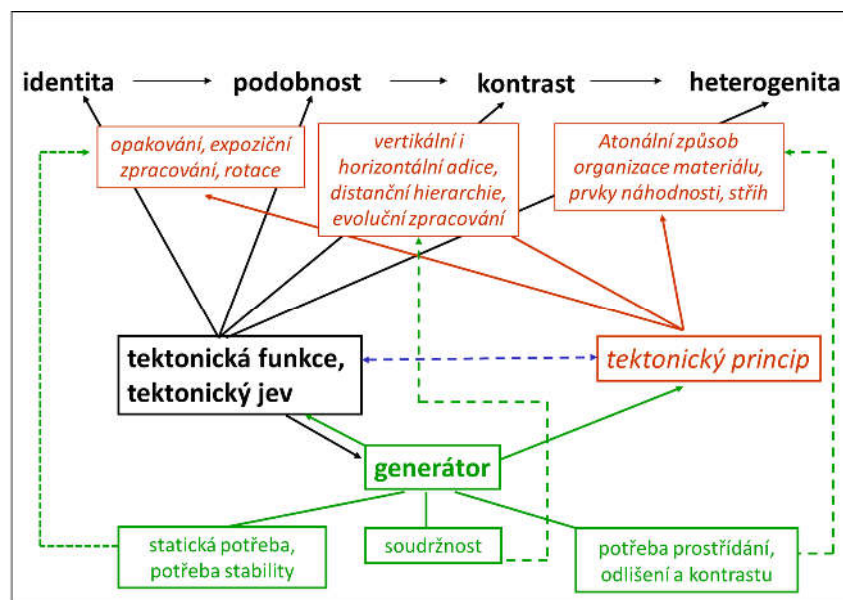 identita
podobnost
kontrast
heterogenita
opakování, expoziční
zpracování, rotace
vertikální i
horizontální adice,
distanční hierarchie,
evoluční zpracování
Atonální způsob
organizace materiálu,
prvky náhodnosti, střih
tektonická funkce,
tektonický jev
tektonický princip
generátor
statická potřeba,
potřeba stability
soudržnost
potřeba prostřídání,
odlišení a kontrastu